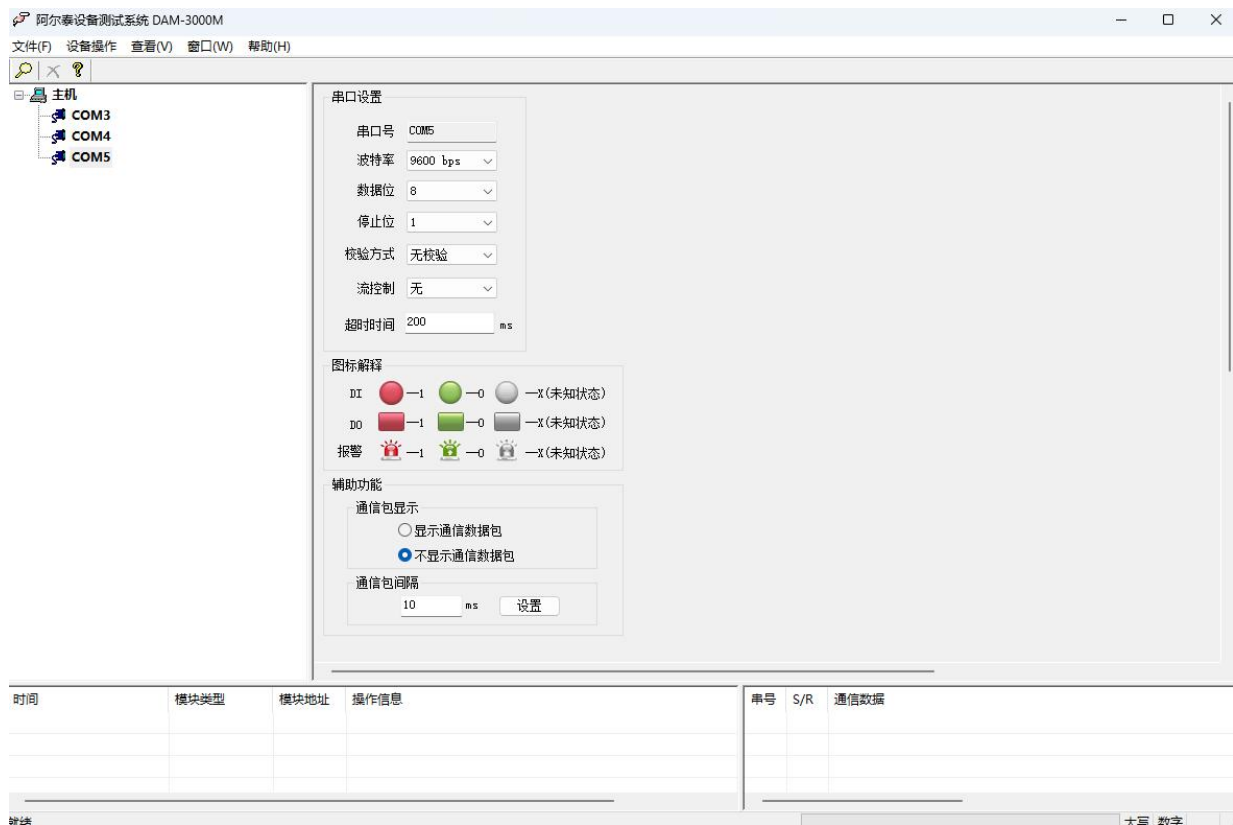 阿尔泰设备测试系统 DAM-3000M
文件(F) 设备操作 查看(V) 窗口(W) 帮助(H)
主机
COM3
COM4
COM5
串口设置
串口号 COM5
波特率 9600 bps
数据位 8
停止位 1
校验方式 无校验
流控制 无
超时时间 200 ms
图标解释
DI —1 —0 —X(未知状态)
DO —1 —0 —X(未知状态)
报警 —1 —0 —X(未知状态)
辅助功能
通信包显示
显示通信数据包
不显示通信数据包
通信包间隔
10 ms 设置
时间 模块类型 模块地址 操作信息 串号 S/R 通信数据
就绪 大写 数字